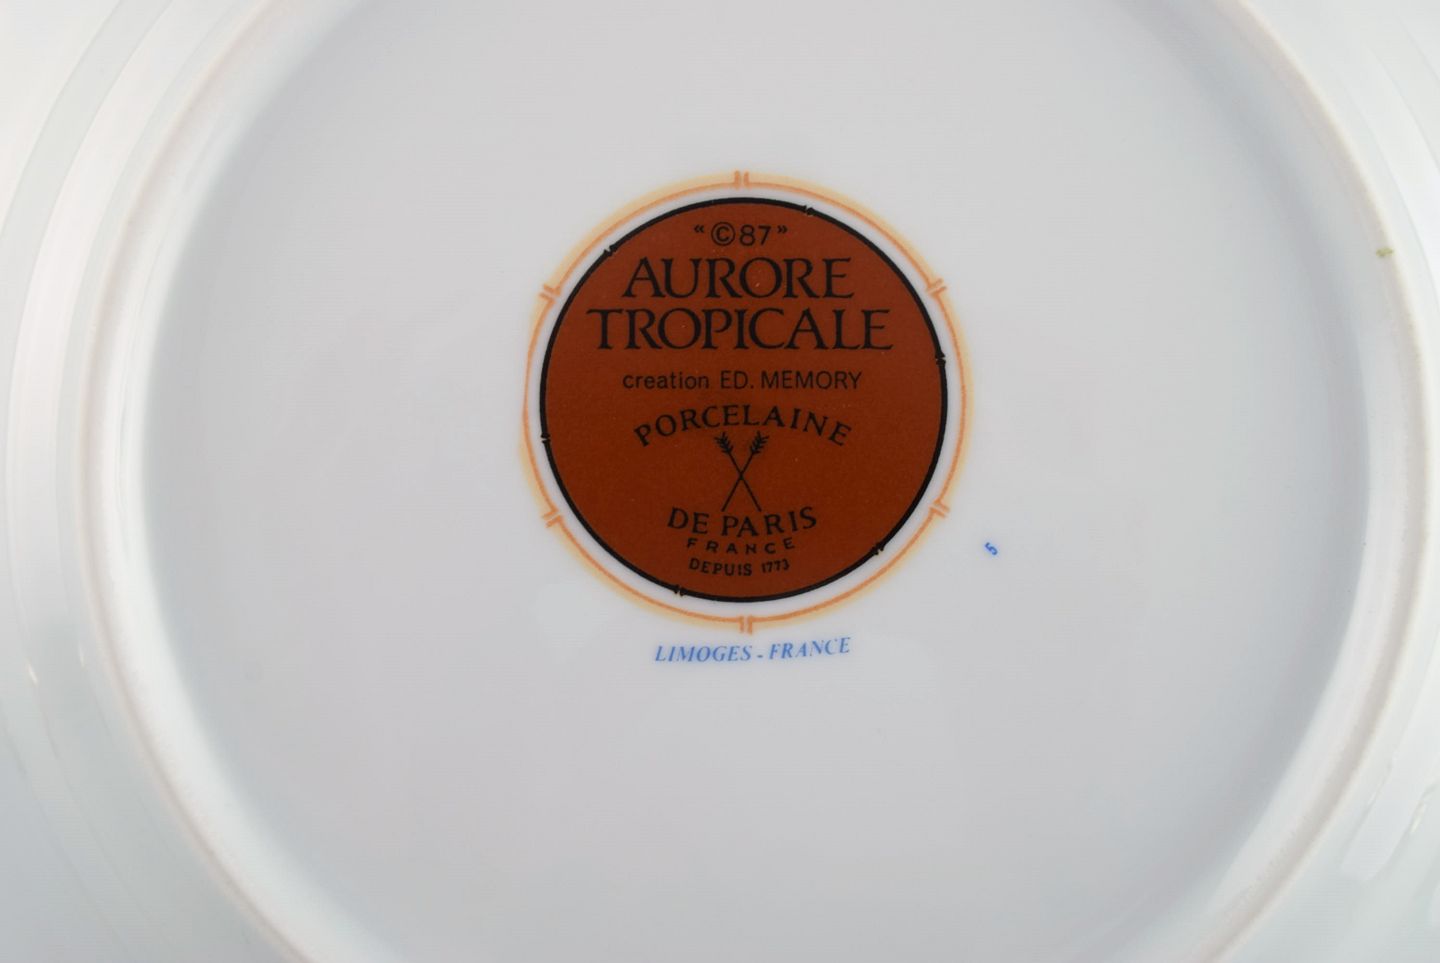 "©87"
AURORE
TROPICALE
creation ED. MEMORY
PORCELAINE
DE PARIS
FRANCE
DEPUIS 1773
5
LIMOGES - FRANCE